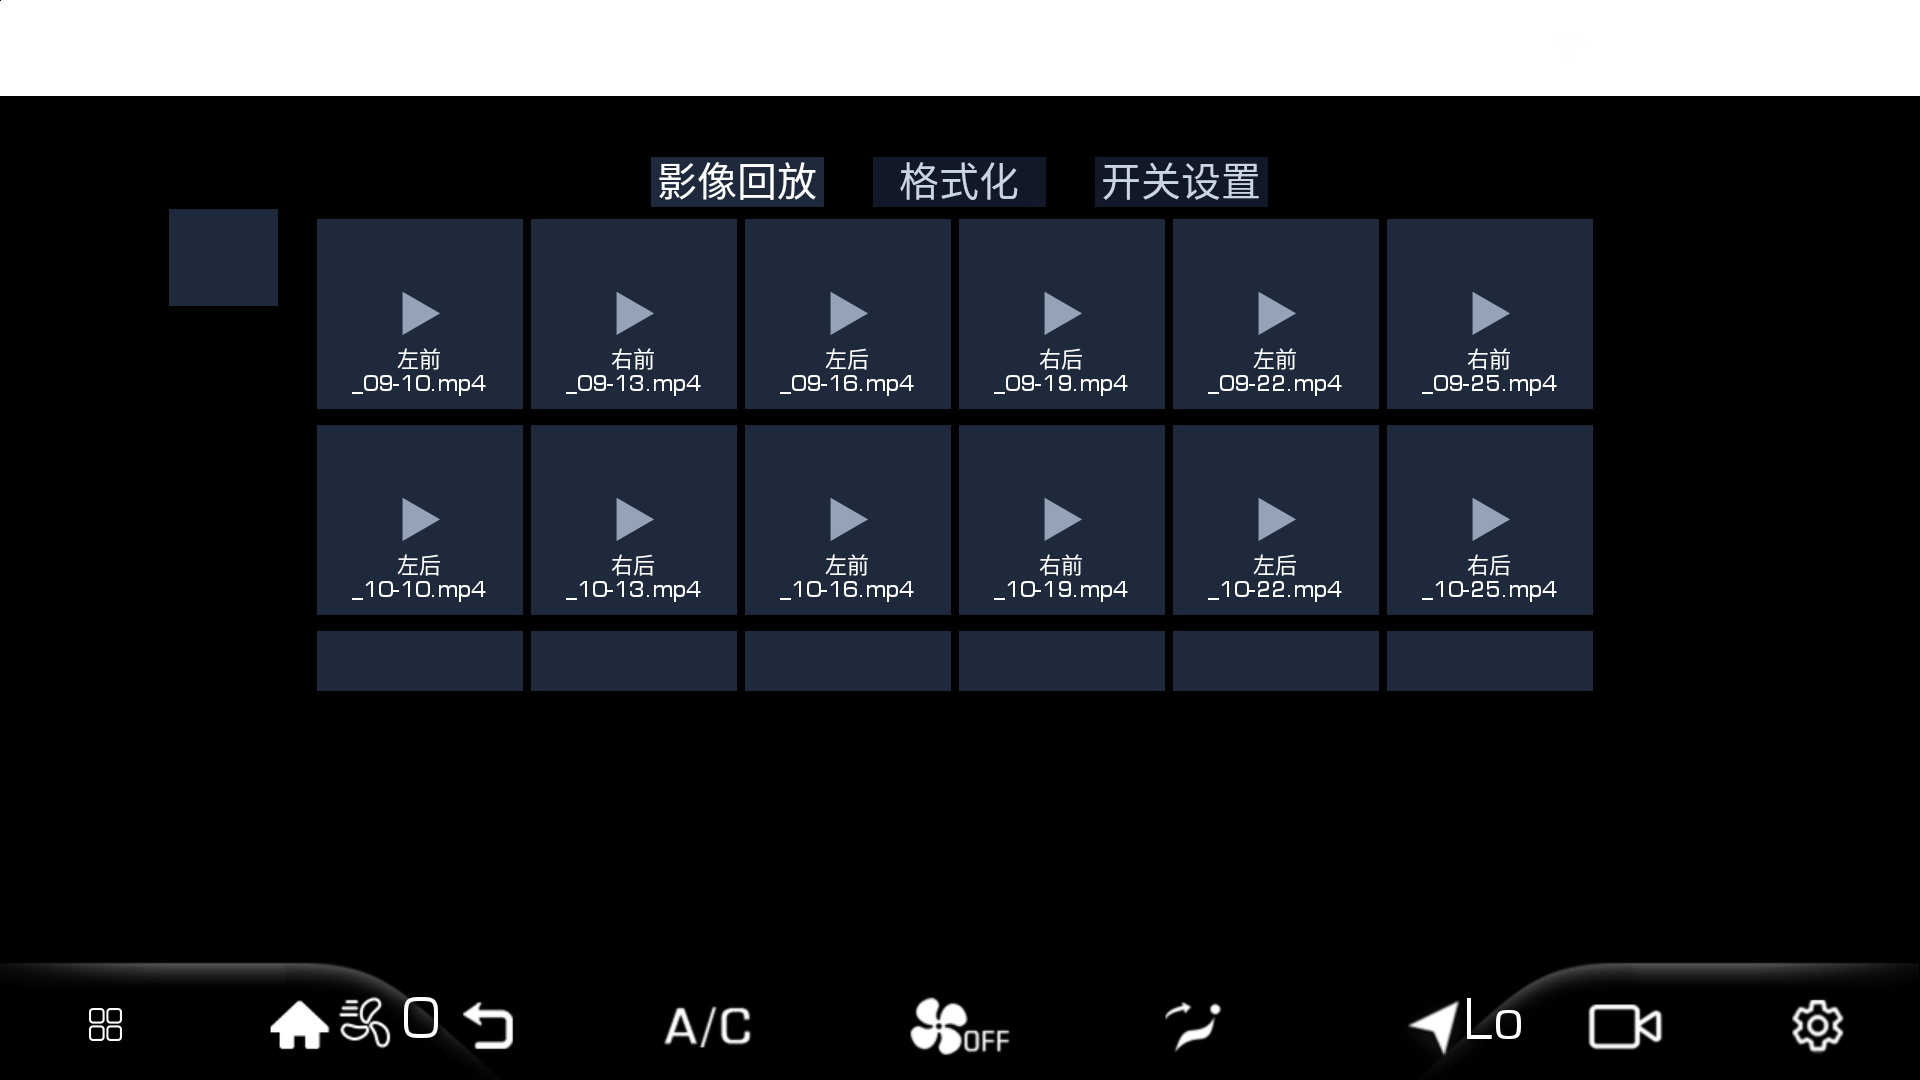 影像回放 格式化 开关设置
左前 右前 左后 右后 左前 右前
_09-10.mp4 _09-13.mp4 _09-16.mp4 _09-19.mp4 _09-22.mp4 _09-25.mp4
左后 右后 左前 右前 左后 右后
_10-10.mp4 _10-13.mp4 _10-16.mp4 _10-19.mp4 _10-22.mp4 _10-25.mp4
0 A/C OFF Lo